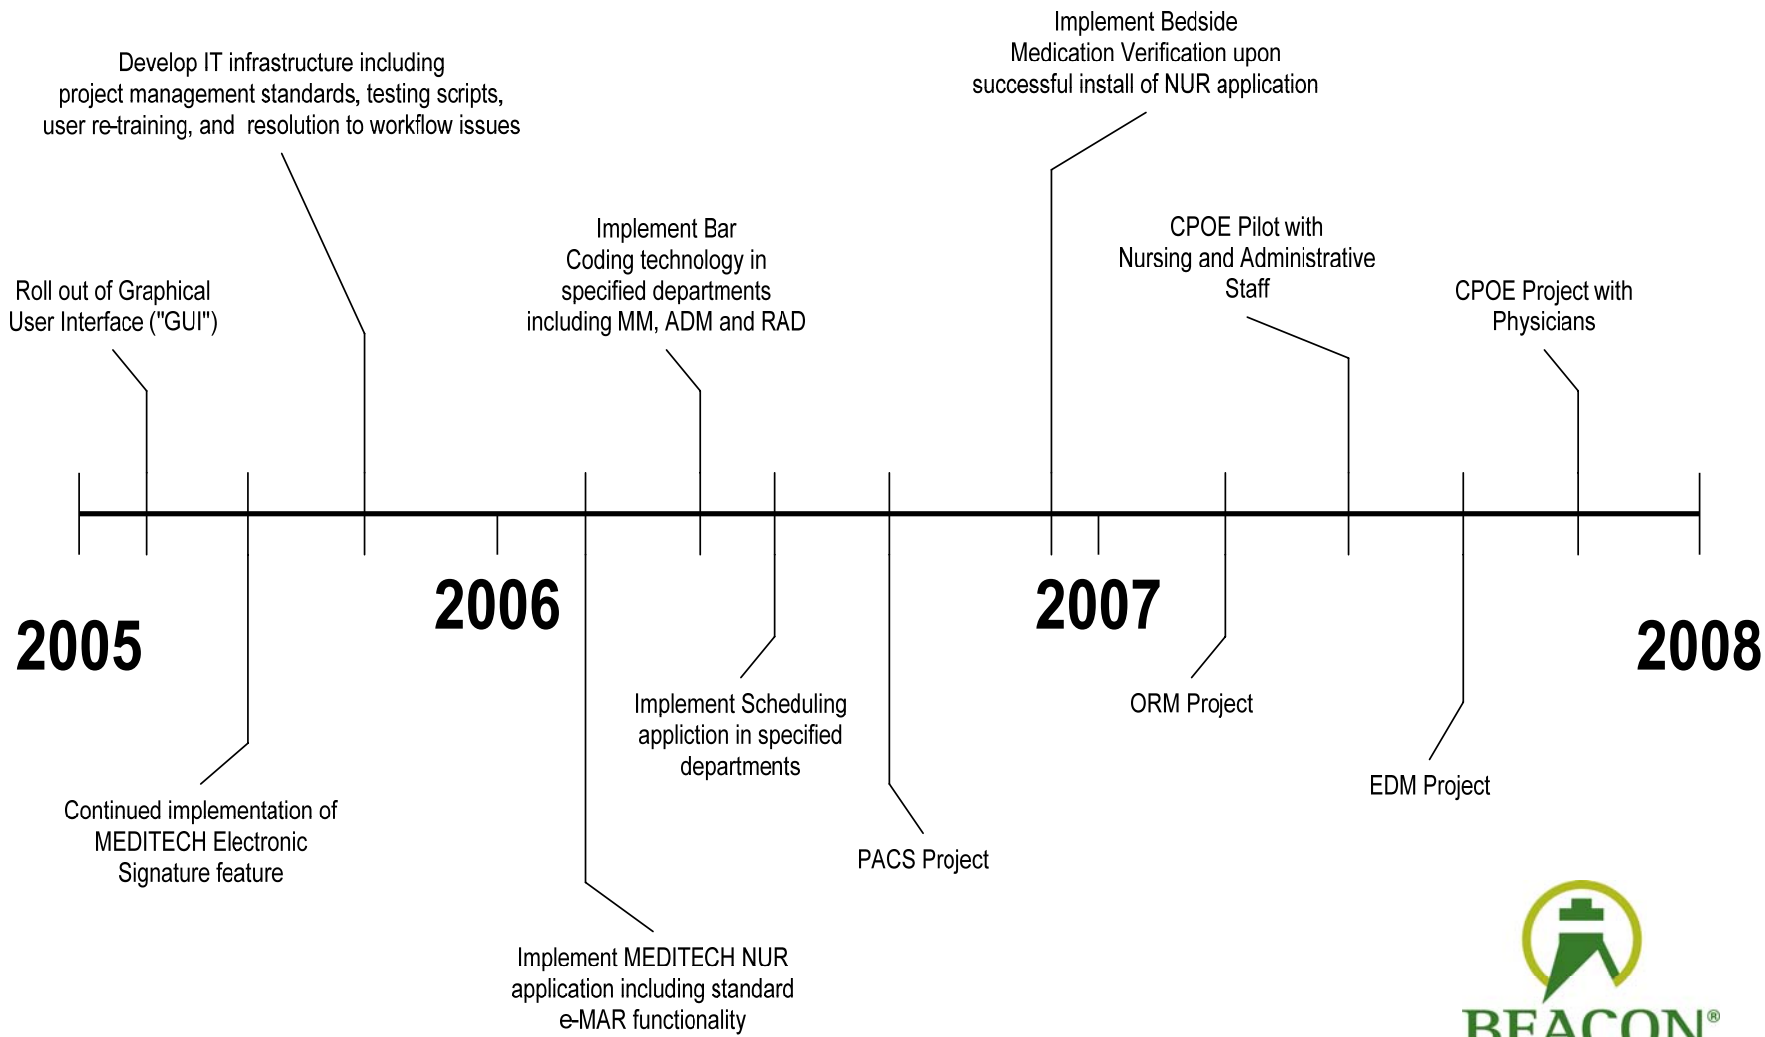 Implement Bedside
Medication Verification upon
successful install of NUR application
Develop IT infrastructure including
project management standards, testing scripts,
user re-training, and resolution to workflow issues
Implement Bar
Coding technology in
specified departments
including MM, ADM and RAD
CPOE Pilot with
Nursing and Administrative
Staff
Roll out of Graphical
User Interface ("GUI")
CPOE Project with
Physicians
2005
2006
2007
2008
Implement Scheduling
appliction in specified
departments
ORM Project
EDM Project
Continued implementation of
MEDITECH Electronic
Signature feature
PACS Project
Implement MEDITECH NUR
application including standard
e-MAR functionality
BEACON®